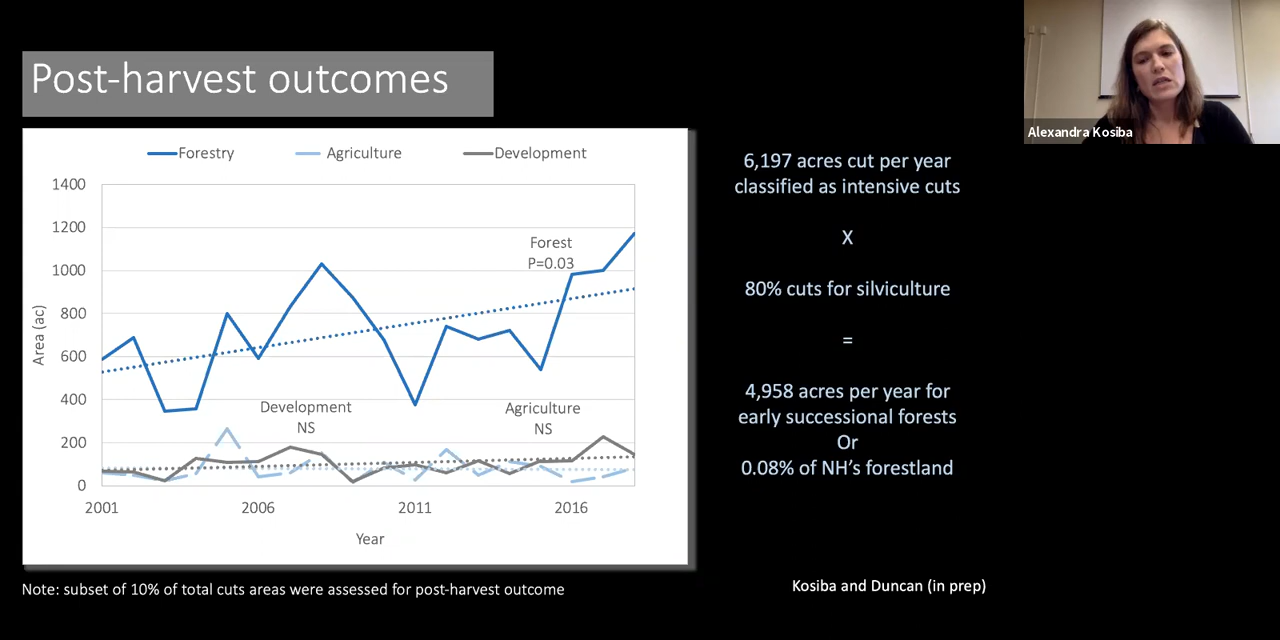 Post-harvest outcomes
Alexandra Kosiba
Forestry Agriculture Development
1400
1200
1000
800
600
400
200
0
Area (ac)
Forest
P=0.03
Development
NS
Agriculture
NS
2001 2006 2011 2016
Year
6,197 acres cut per year
classified as intensive cuts
X
80% cuts for silviculture
=
4,958 acres per year for
early successional forests
Or
0.08% of NH’s forestland
Note: subset of 10% of total cuts areas were assessed for post-harvest outcome
Kosiba and Duncan (in prep)